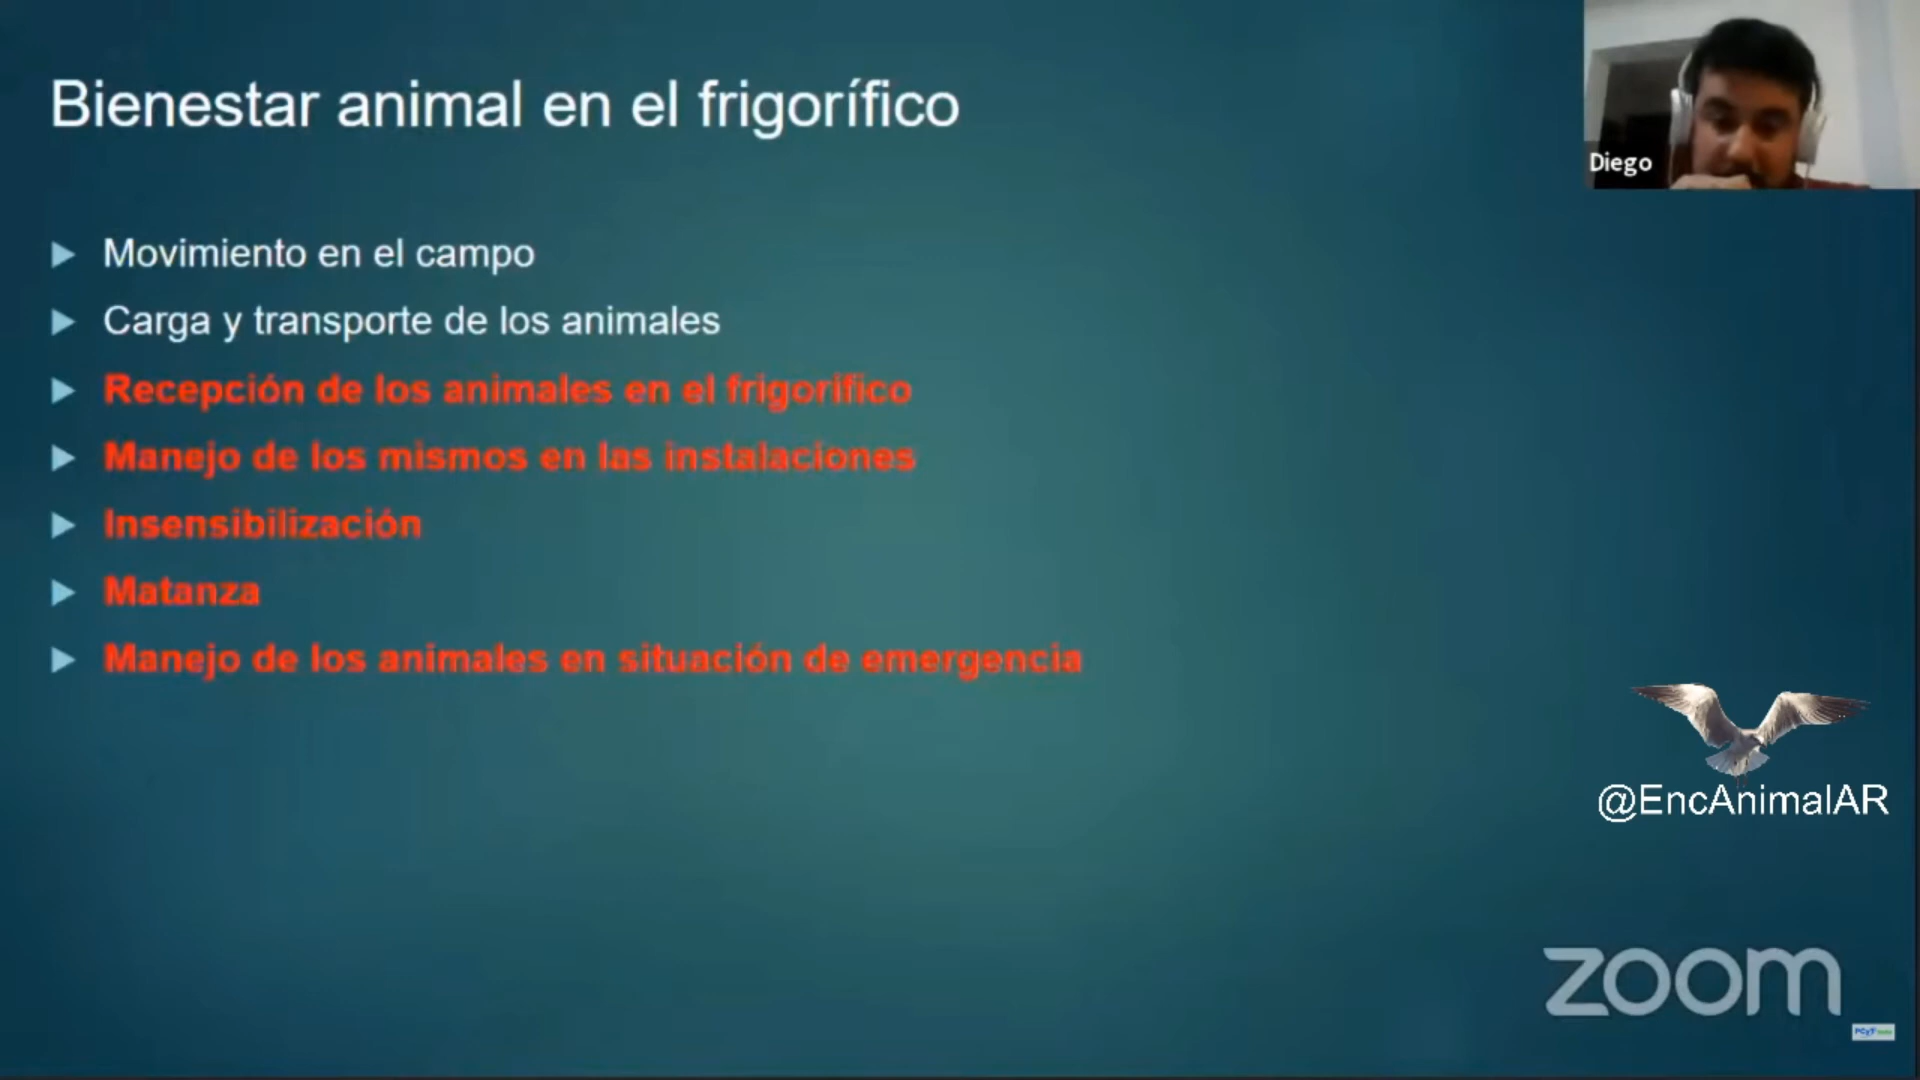 Bienestar animal en el frigorífico
Diego
Movimiento en el campo
Carga y transporte de los animales
Recepción de los animales en el frigorifico
Manejo de los mismos en las instalaciones
Insensibilización
Matanza
Manejo de los animales en situación de emergencia
@EncAnimalAR
zoom